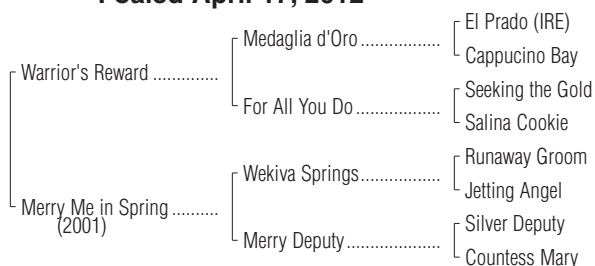 Foaled April 17, 2012
El Prado (IRE)
Medaglia d'Oro
Cappucino Bay
Warrior's Reward
Seeking the Gold
For All You Do
Salina Cookie
Runaway Groom
Wekiva Springs
Jetting Angel
Merry Me in Spring
(2001)
Silver Deputy
Merry Deputy
Countess Mary